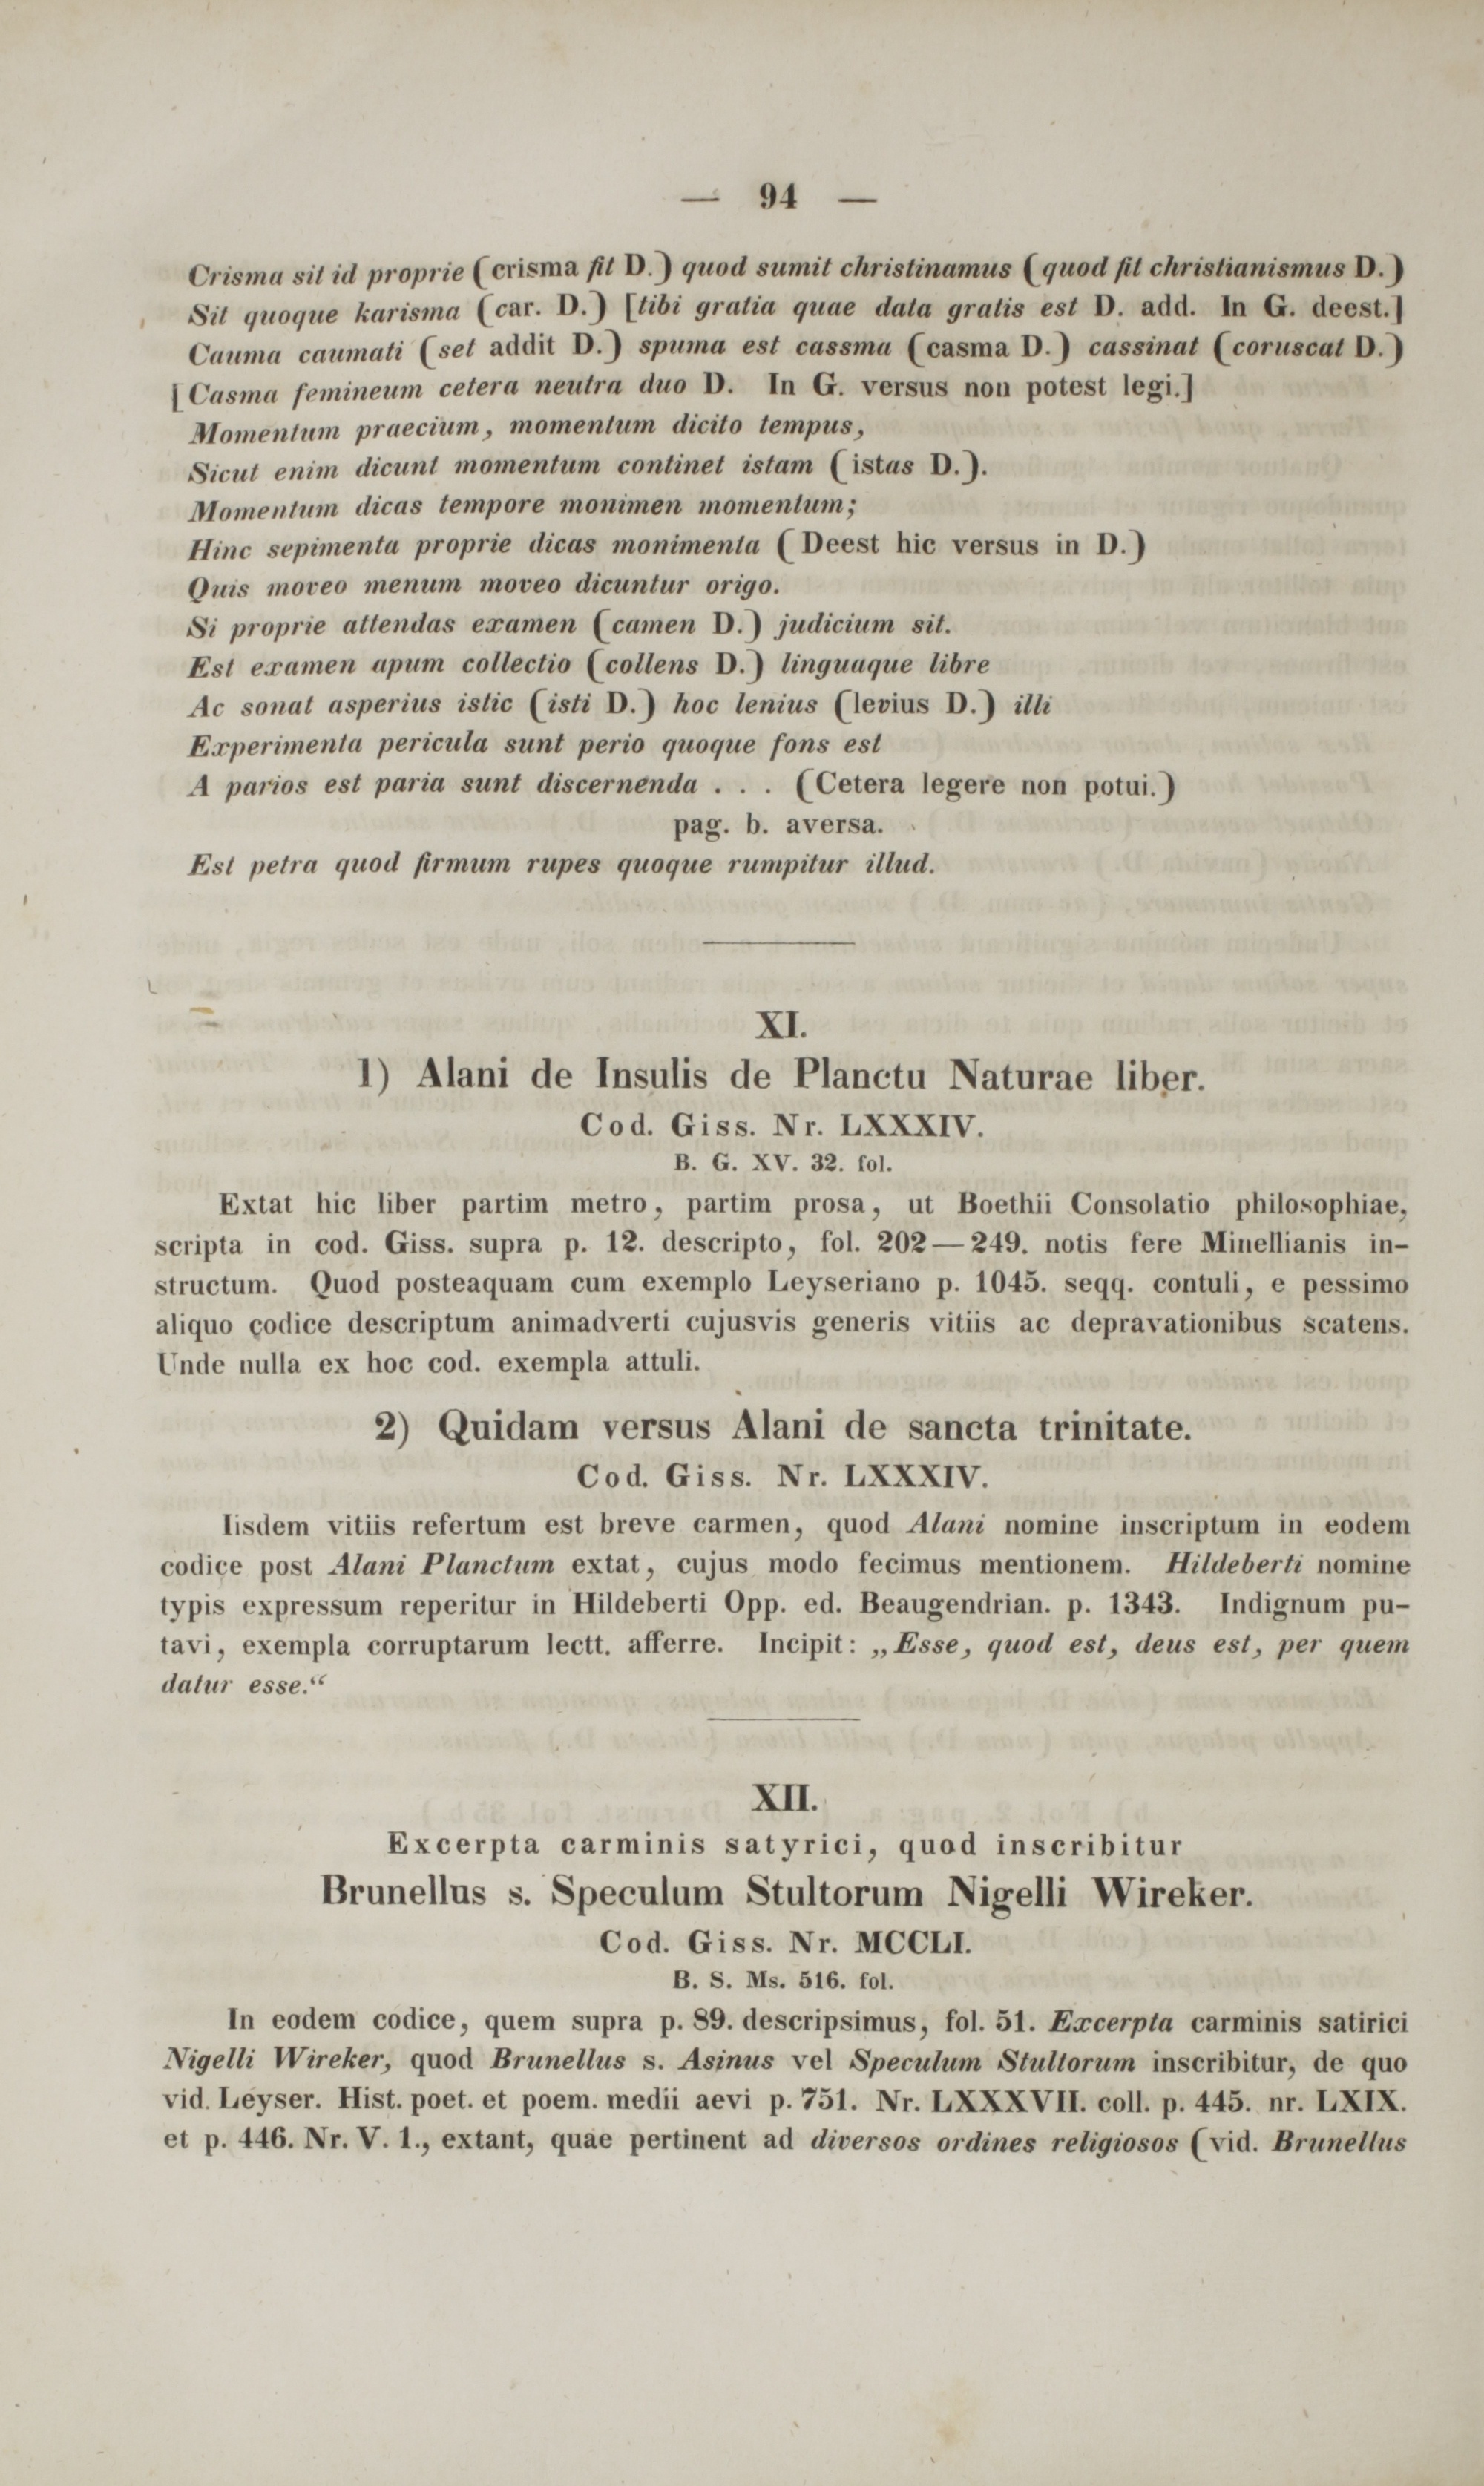 — 94 —
Crisma sit id proprie (crisma fit D.) quod sumit christinamus (quod fit christianismus D.)
Sit quoque karisma (car. D.) [tibi gratia quae data gratis est D. add. In G. deest.]
Cauma caumati (set addit D.) spuma est cassma (casma D.) cassinat (coruscat D.)
[Casma femineum cetera neutra duo D. In G. versus non potest legi.]
Momentum praecium, momentum dicito tempus,
Sicut enim dicunt momentum continet istam (istas D.).
Momentum dicas tempore monimen momentum;
Hinc sepimenta proprie dicas monimenta (Deest hic versus in D.)
Quis moveo menum moveo dicuntur origo.
Si proprie attendas examen (camen D.) judicium sit.
Est examen apum collectio (collens D.) linguaque libre
Ac sonat asperius istic (isti D.) hoc lenius (levius D.) illi
Experimenta pericula sunt perio quoque fons est
A parios est paria sunt discernenda . . . (Cetera legere non potui.)
pag. b. aversa.
Est petra quod firmum rupes quoque rumpitur illud.
XI.
1) Alani de Insulis de Planctu Naturae liber.
Cod. Giss. Nr. LXXXIV.
B. G. XV. 32. fol.
Extat hic liber partim metro, partim prosa, ut Boethii Consolatio philosophiae,
scripta in cod. Giss. supra p. 12. descripto, fol. 202—249. notis fere Minellianis in-
structum. Quod posteaquam cum exemplo Leyseriano p. 1045. seqq. contuli, e pessimo
aliquo codice descriptum animadverti cujusvis generis vitiis ac depravationibus scatens.
Unde nulla ex hoc cod. exempla attuli.
2) Quidam versus Alani de sancta trinitate.
Cod. Giss. Nr. LXXXIV.
Iisdem vitiis refertum est breve carmen, quod Alani nomine inscriptum in eodem
codice post Alani Planctum extat, cujus modo fecimus mentionem. Hildeberti nomine
typis expressum reperitur in Hildeberti Opp. ed. Beaugendrian. p. 1343. Indignum pu-
tavi, exempla corruptarum lectt. afferre. Incipit: „Esse, quod est, deus est, per quem
datur esse.“
XII.
Excerpta carminis satyrici, quod inscribitur
Brunellus s. Speculum Stultorum Nigelli Wireker.
Cod. Giss. Nr. MCCLI.
B. S. Ms. 516. fol.
In eodem codice, quem supra p. 89. descripsimus, fol. 51. Excerpta carminis satirici
Nigelli Wireker, quod Brunellus s. Asinus vel Speculum Stultorum inscribitur, de quo
vid. Leyser. Hist. poet. et poem. medii aevi p. 751. Nr. LXXXVII. coll. p. 445. nr. LXIX.
et p. 446. Nr. V. 1., extant, quae pertinent ad diversos ordines religiosos (vid. Brunellus